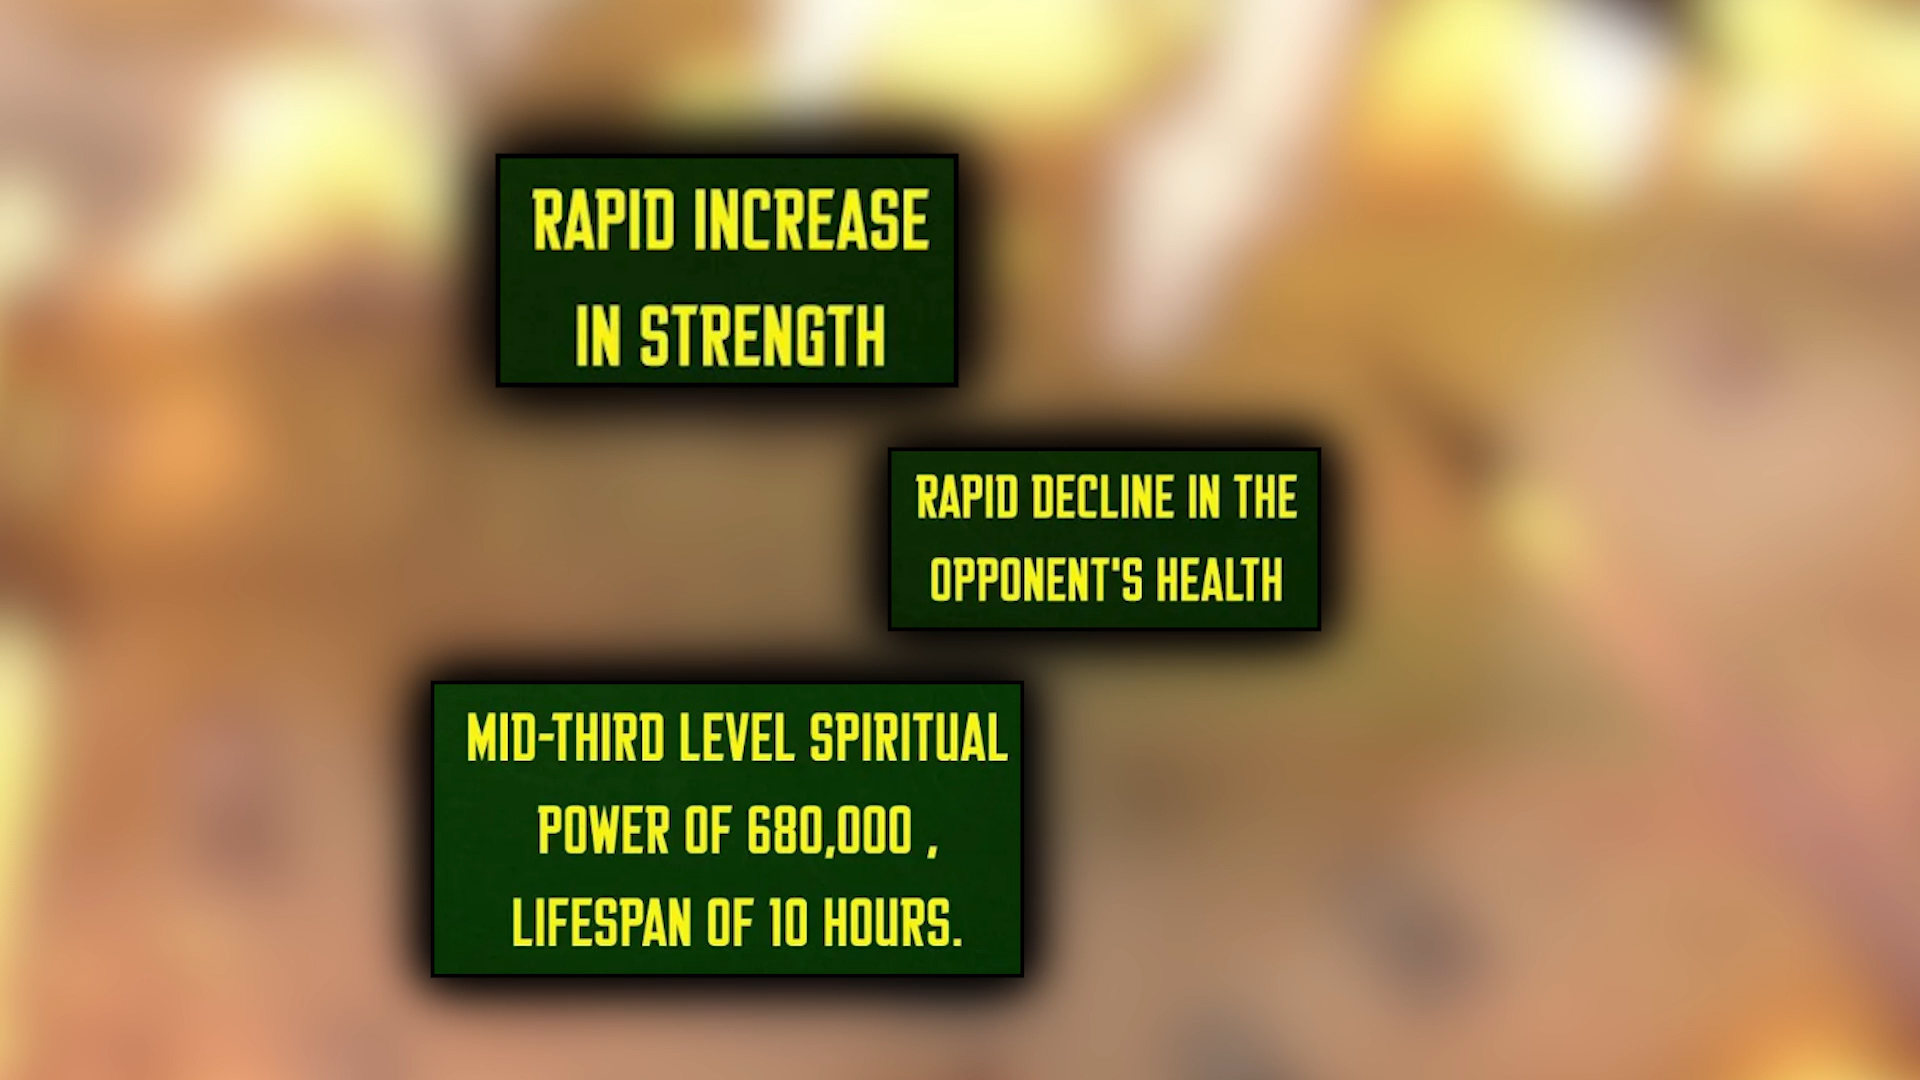 RAPID INCREASE
IN STRENGTH
RAPID DECLINE IN THE
OPPONENT'S HEALTH
MID-THIRD LEVEL SPIRITUAL
POWER OF 680,000 ,
LIFESPAN OF 10 HOURS.